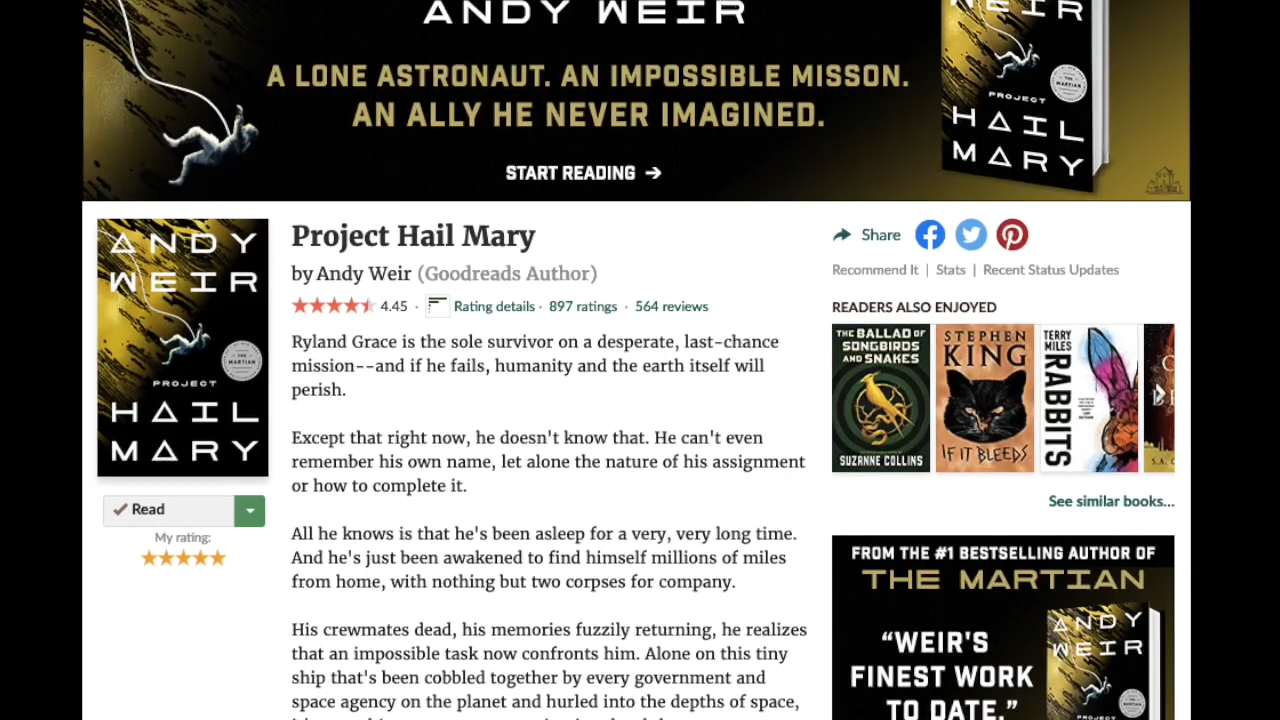 ANDY WEIR
A LONE ASTRONAUT. AN IMPOSSIBLE MISSON.
AN ALLY HE NEVER IMAGINED.
START READING →
WEIR
THE MARTIAN
PROJECT
HAIL
MARY
ANDY
WEIR
THE MARTIAN
PROJECT
HAIL
MARY
Read
My rating:
Project Hail Mary
by Andy Weir (Goodreads Author)
4.45 · Rating details · 897 ratings · 564 reviews
Ryland Grace is the sole survivor on a desperate, last-chance
mission--and if he fails, humanity and the earth itself will
perish.
Except that right now, he doesn't know that. He can't even
remember his own name, let alone the nature of his assignment
or how to complete it.
All he knows is that he's been asleep for a very, very long time.
And he's just been awakened to find himself millions of miles
from home, with nothing but two corpses for company.
His crewmates dead, his memories fuzzily returning, he realizes
that an impossible task now confronts him. Alone on this tiny
ship that's been cobbled together by every government and
space agency on the planet and hurled into the depths of space,
Share
Recommend It | Stats | Recent Status Updates
READERS ALSO ENJOYED
THE BALLAD OF
SONGBIRDS
AND SNAKES
SUZANNE COLLINS
STEPHEN
KING
IF IT BLEEDS
TERRY
MILES
RABBITS
S.A.
See similar books...
FROM THE #1 BESTSELLING AUTHOR OF
THE MARTIAN
“WEIR'S
FINEST WORK
TO DATE.”
ANDY
WEIR
PROJECT